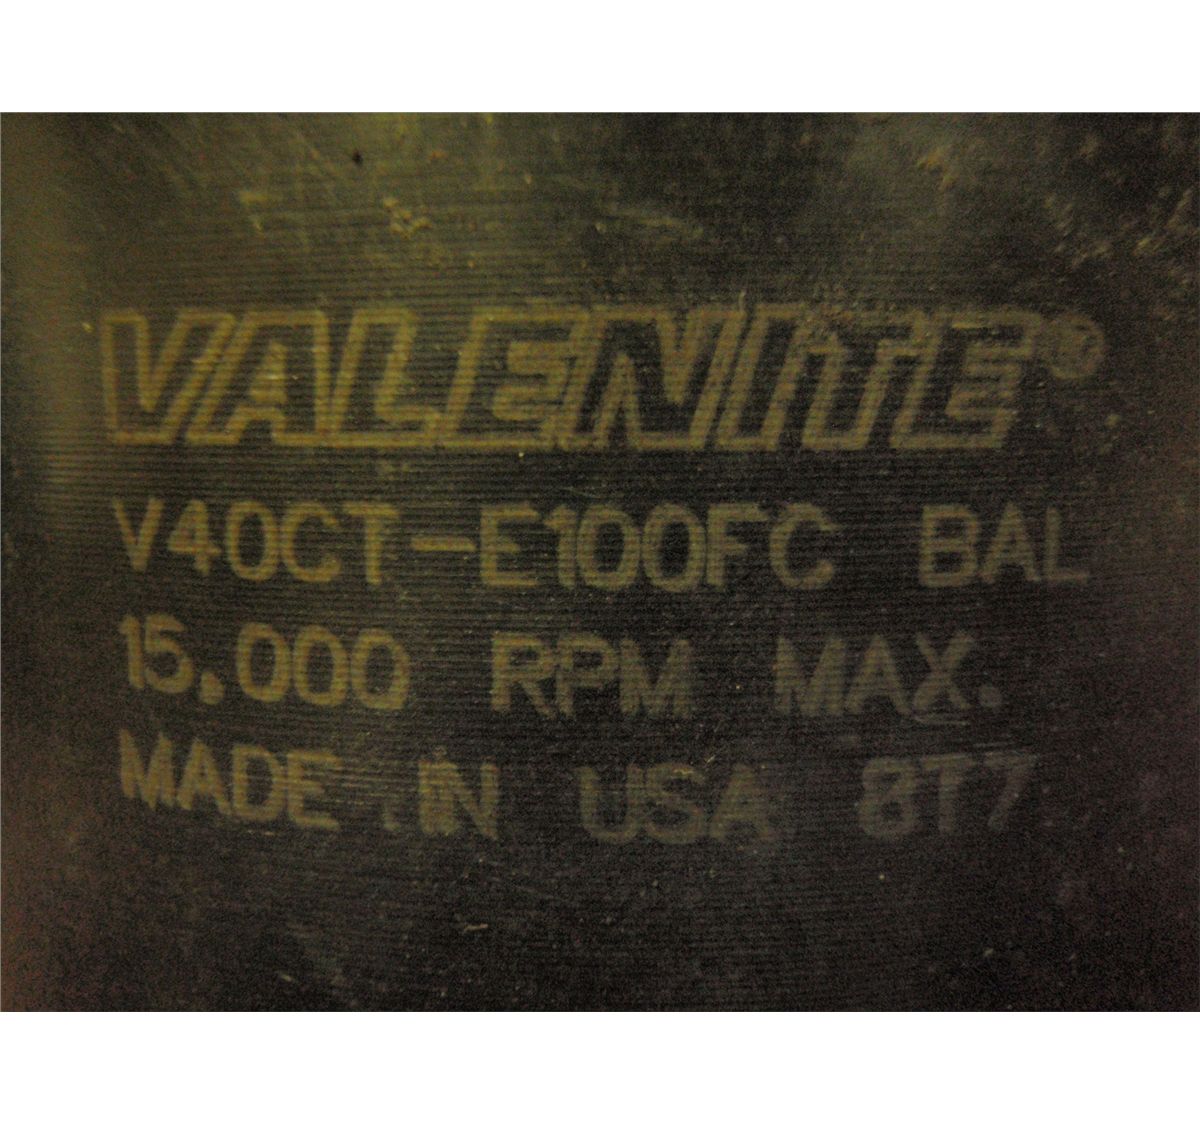 VALENITE®
V40CT-E100FC BAL
15,000 RPM MAX.
MADE IN USA 8T7